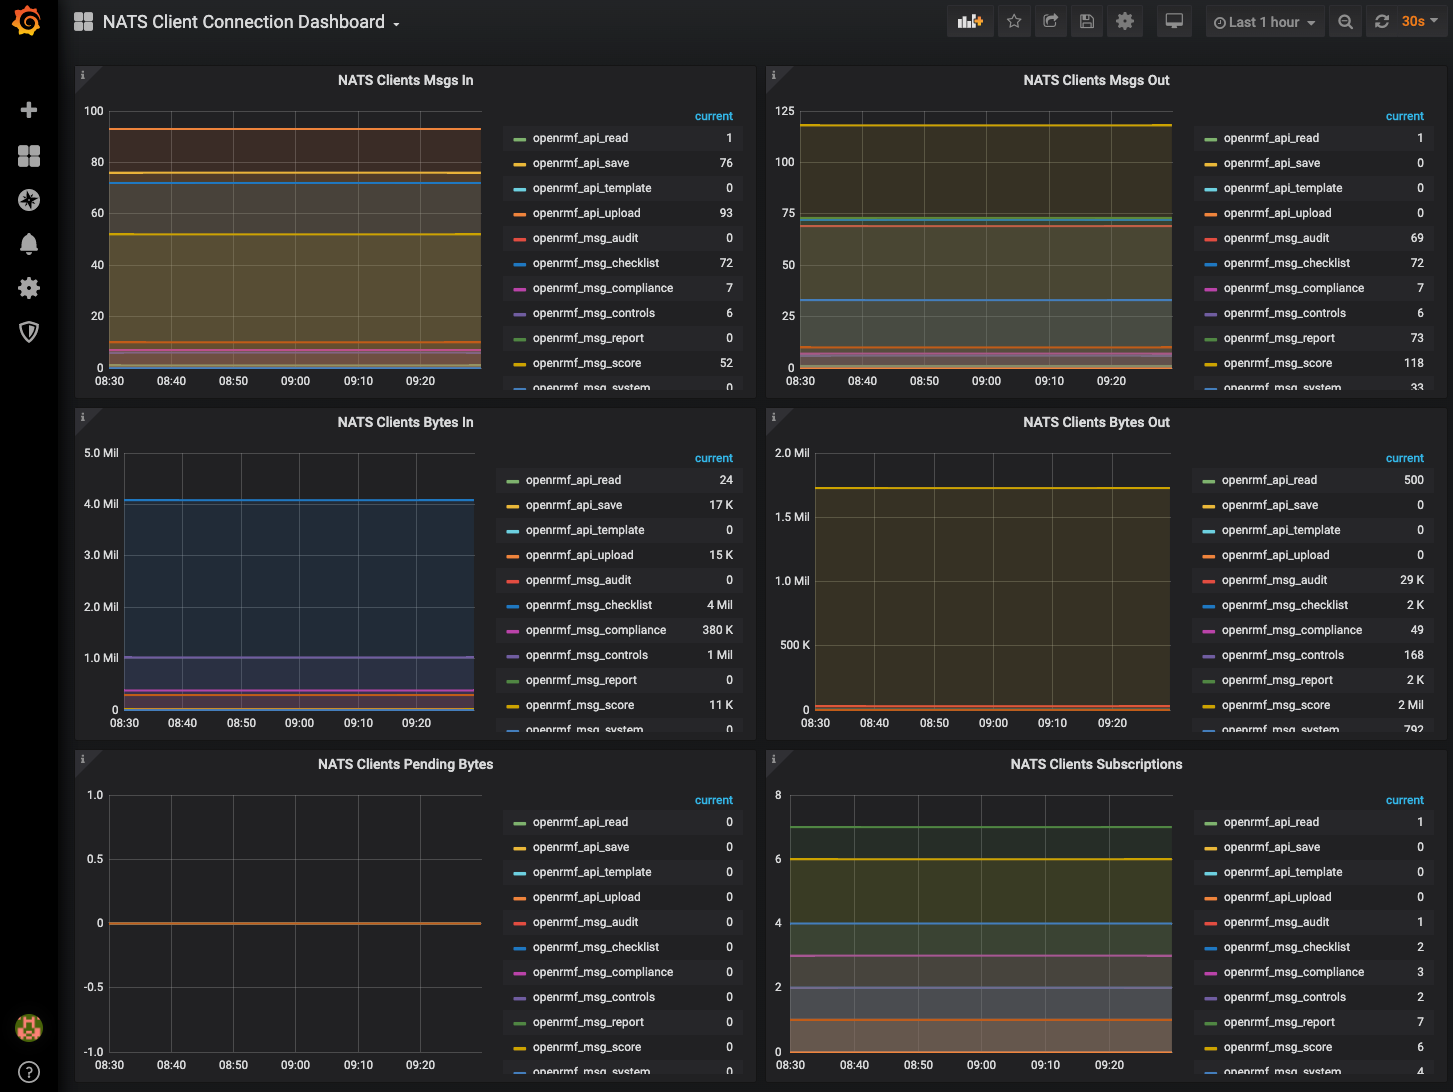 NATS Client Connection Dashboard
Last 1 hour
30s
NATS Clients Msgs In
100
80
60
40
20
0
08:30 08:40 08:50 09:00 09:10 09:20
current
openrmf_api_read 1
openrmf_api_save 76
openrmf_api_template 0
openrmf_api_upload 93
openrmf_msg_audit 0
openrmf_msg_checklist 72
openrmf_msg_compliance 7
openrmf_msg_controls 6
openrmf_msg_report 0
openrmf_msg_score 52
openrmf_msg_system 0
NATS Clients Msgs Out
125
100
75
50
25
0
08:30 08:40 08:50 09:00 09:10 09:20
current
openrmf_api_read 1
openrmf_api_save 0
openrmf_api_template 0
openrmf_api_upload 0
openrmf_msg_audit 69
openrmf_msg_checklist 72
openrmf_msg_compliance 7
openrmf_msg_controls 6
openrmf_msg_report 73
openrmf_msg_score 118
openrmf_msg_system 33
NATS Clients Bytes In
5.0 Mil
4.0 Mil
3.0 Mil
2.0 Mil
1.0 Mil
0
08:30 08:40 08:50 09:00 09:10 09:20
current
openrmf_api_read 24
openrmf_api_save 17 K
openrmf_api_template 0
openrmf_api_upload 15 K
openrmf_msg_audit 0
openrmf_msg_checklist 4 Mil
openrmf_msg_compliance 380 K
openrmf_msg_controls 1 Mil
openrmf_msg_report 0
openrmf_msg_score 11 K
openrmf_msg_system 0
NATS Clients Bytes Out
2.0 Mil
1.5 Mil
1.0 Mil
500 K
0
08:30 08:40 08:50 09:00 09:10 09:20
current
openrmf_api_read 500
openrmf_api_save 0
openrmf_api_template 0
openrmf_api_upload 0
openrmf_msg_audit 29 K
openrmf_msg_checklist 2 K
openrmf_msg_compliance 49
openrmf_msg_controls 168
openrmf_msg_report 2 K
openrmf_msg_score 2 Mil
openrmf_msg_system 792
NATS Clients Pending Bytes
1.0
0.5
0
-0.5
-1.0
08:30 08:40 08:50 09:00 09:10 09:20
current
openrmf_api_read 0
openrmf_api_save 0
openrmf_api_template 0
openrmf_api_upload 0
openrmf_msg_audit 0
openrmf_msg_checklist 0
openrmf_msg_compliance 0
openrmf_msg_controls 0
openrmf_msg_report 0
openrmf_msg_score 0
openrmf_msg_system 0
NATS Clients Subscriptions
8
6
4
2
0
08:30 08:40 08:50 09:00 09:10 09:20
current
openrmf_api_read 1
openrmf_api_save 0
openrmf_api_template 0
openrmf_api_upload 0
openrmf_msg_audit 1
openrmf_msg_checklist 2
openrmf_msg_compliance 3
openrmf_msg_controls 2
openrmf_msg_report 7
openrmf_msg_score 6
openrmf_msg_system 4